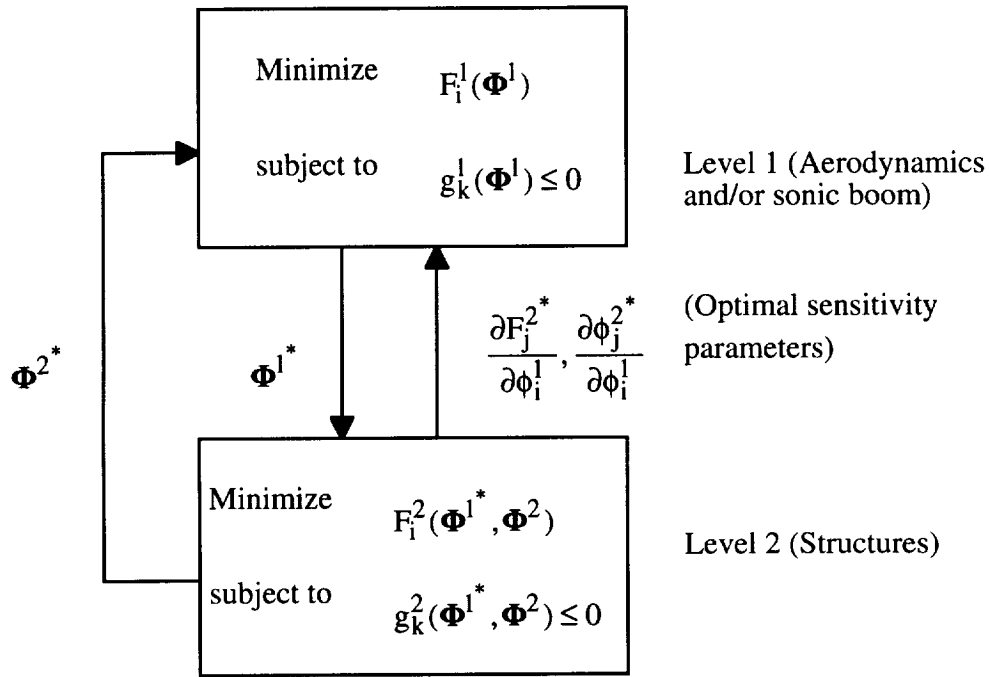 Minimize F_i^1(Φ^1)
subject to g_k^1(Φ^1) ≤ 0
Level 1 (Aerodynamics
and/or sonic boom)
Φ^2*
Φ^1*
∂F_j^2*/∂ϕ_i^1, ∂ϕ_j^2*/∂ϕ_i^1
(Optimal sensitivity
parameters)
Minimize F_i^2(Φ^1*, Φ^2)
subject to g_k^2(Φ^1*, Φ^2) ≤ 0
Level 2 (Structures)